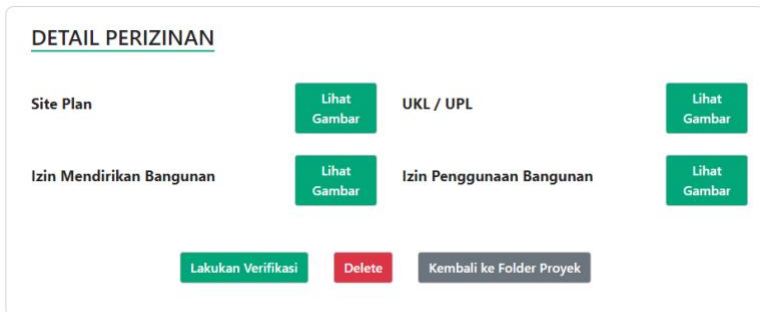 DETAIL PERIZINAN
Site Plan
Lihat
Gambar
UKL / UPL
Lihat
Gambar
Izin Mendirikan Bangunan
Lihat
Gambar
Izin Penggunaan Bangunan
Lihat
Gambar
Lakukan Verifikasi
Delete
Kembali ke Folder Proyek